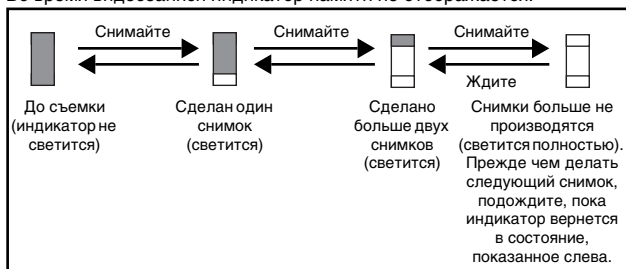 Во время видеозаписи индикатор памяти не отображается.
Снимайте
Снимайте
Снимайте
Ждите
До съемки
(индикатор не
светится)
Сделан один
снимок
(светится)
Сделано
больше двух
снимков
(светится)
Снимки больше не
производятся
(светится полностью).
Прежде чем делать
следующий снимок,
подождите, пока
индикатор вернется
в состояние,
показанное слева.